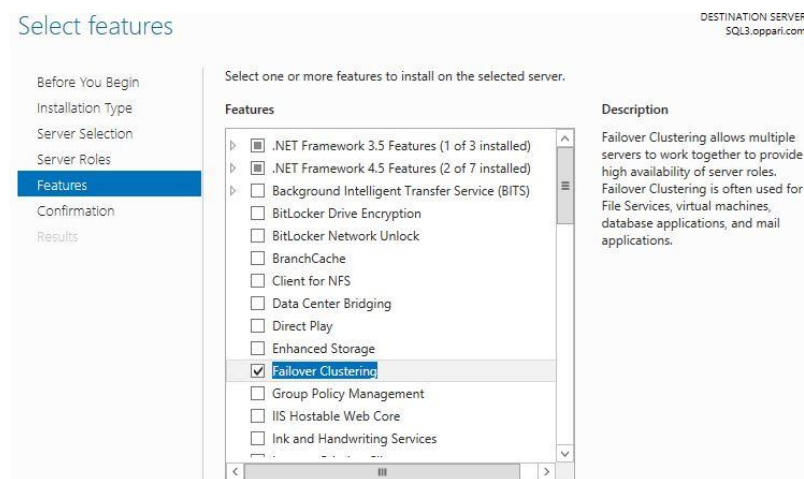 Select features
DESTINATION SERVER
SQL3.oppari.com
Before You Begin
Installation Type
Server Selection
Server Roles
Features
Confirmation
Results
Select one or more features to install on the selected server.
Features
.NET Framework 3.5 Features (1 of 3 installed)
.NET Framework 4.5 Features (2 of 7 installed)
Background Intelligent Transfer Service (BITS)
BitLocker Drive Encryption
BitLocker Network Unlock
BranchCache
Client for NFS
Data Center Bridging
Direct Play
Enhanced Storage
Failover Clustering
Group Policy Management
IIS Hostable Web Core
Ink and Handwriting Services
Description
Failover Clustering allows multiple
servers to work together to provide
high availability of server roles.
Failover Clustering is often used for
File Services, virtual machines,
database applications, and mail
applications.